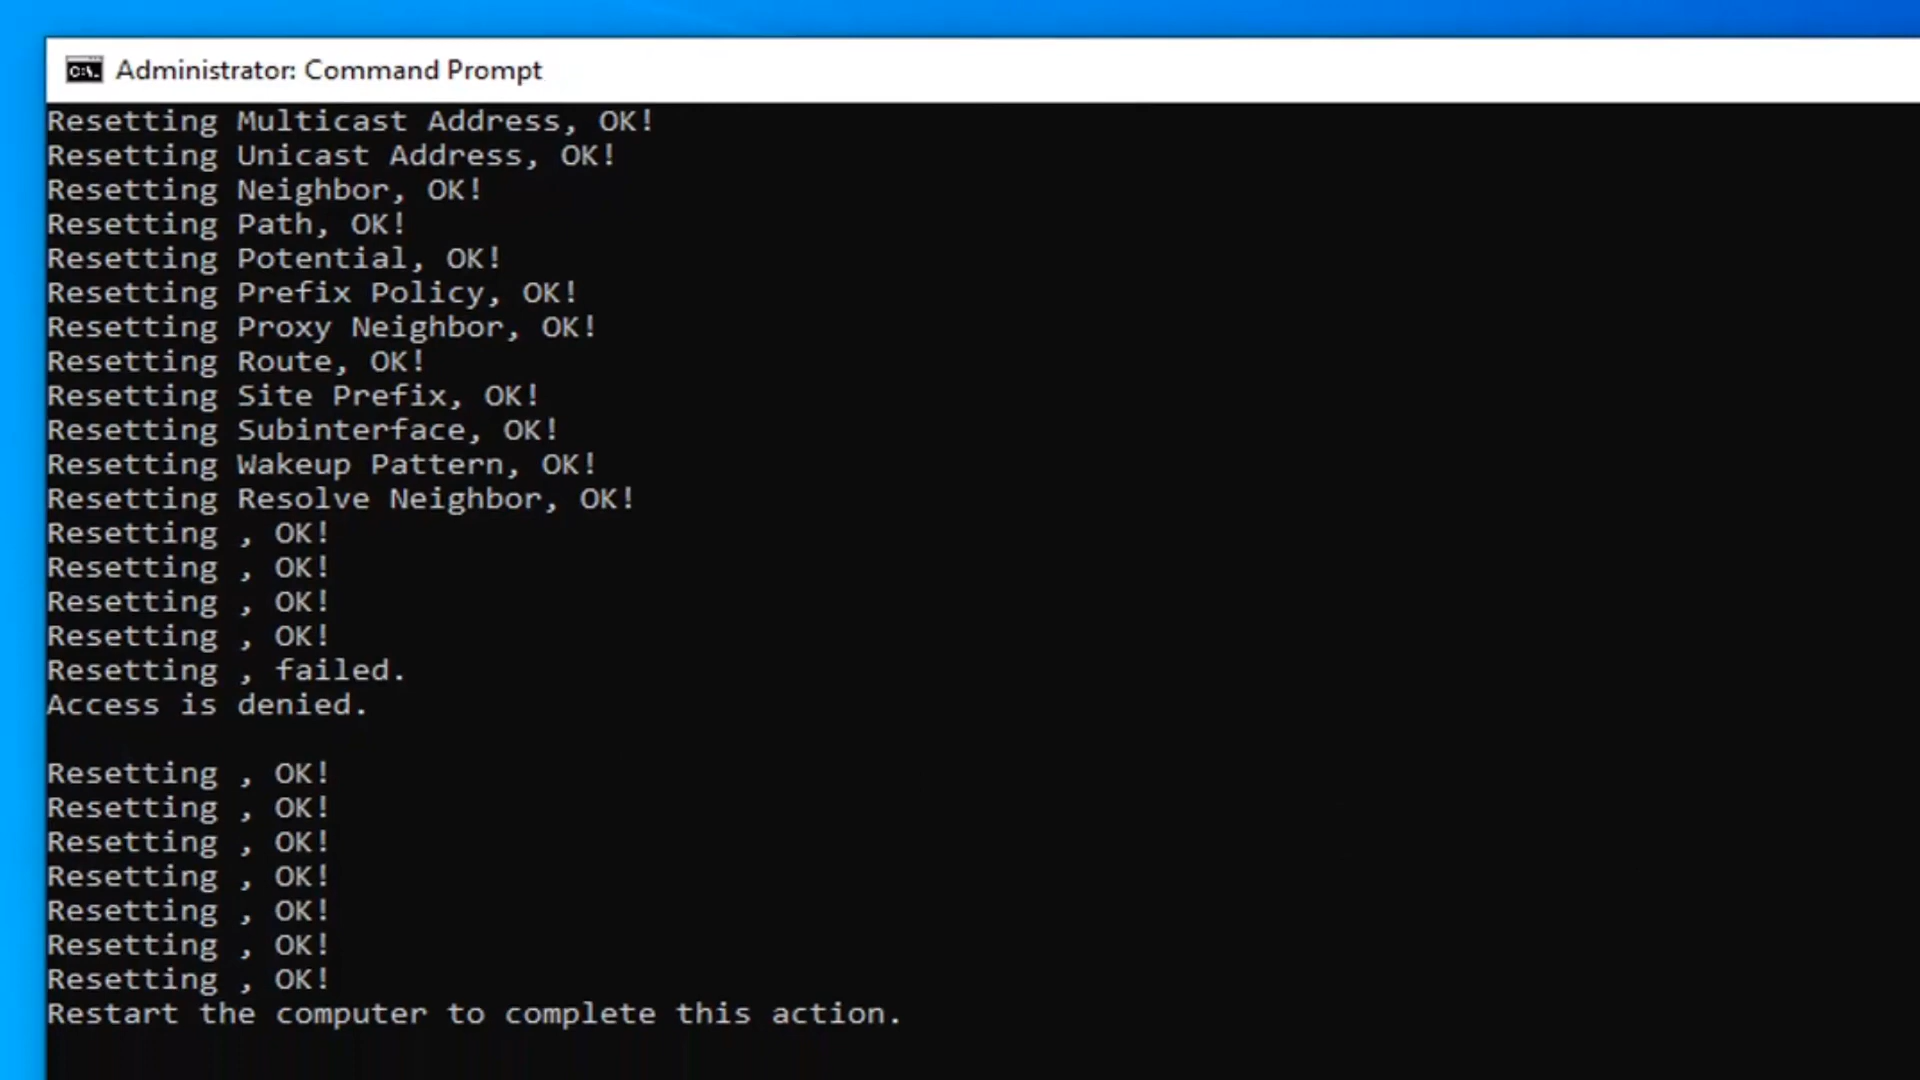 C:\.
Administrator: Command Prompt
Resetting Multicast Address, OK!
Resetting Unicast Address, OK!
Resetting Neighbor, OK!
Resetting Path, OK!
Resetting Potential, OK!
Resetting Prefix Policy, OK!
Resetting Proxy Neighbor, OK!
Resetting Route, OK!
Resetting Site Prefix, OK!
Resetting Subinterface, OK!
Resetting Wakeup Pattern, OK!
Resetting Resolve Neighbor, OK!
Resetting , OK!
Resetting , OK!
Resetting , OK!
Resetting , OK!
Resetting , failed.
Access is denied.
Resetting , OK!
Resetting , OK!
Resetting , OK!
Resetting , OK!
Resetting , OK!
Resetting , OK!
Resetting , OK!
Restart the computer to complete this action.